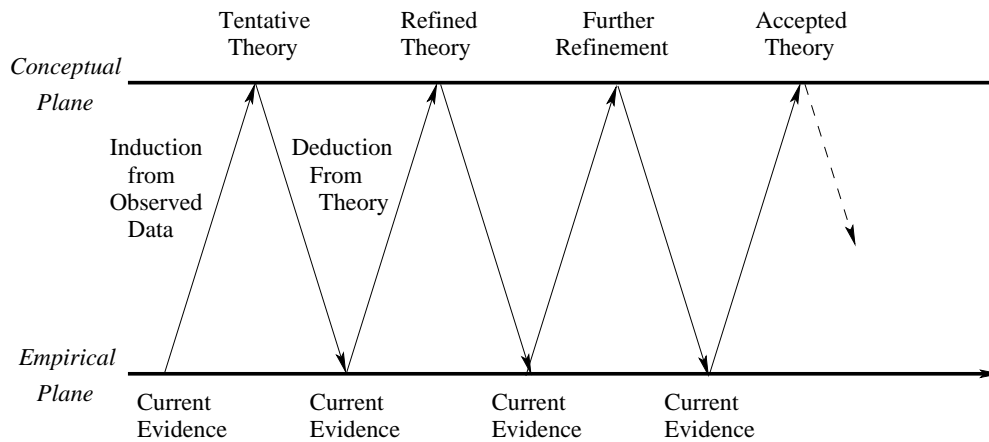 Tentative
Theory
Refined
Theory
Further
Refinement
Accepted
Theory
Conceptual
Plane
Induction
from
Observed
Data
Deduction
From
Theory
Empirical
Plane
Current
Evidence
Current
Evidence
Current
Evidence
Current
Evidence